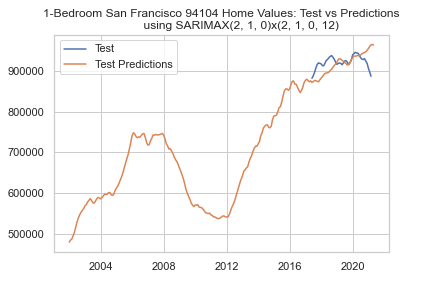 1-Bedroom San Francisco 94104 Home Values: Test vs Predictions
using SARIMAX(2, 1, 0)x(2, 1, 0, 12)
Test
Test Predictions
900000
800000
700000
600000
500000
2004
2008
2012
2016
2020